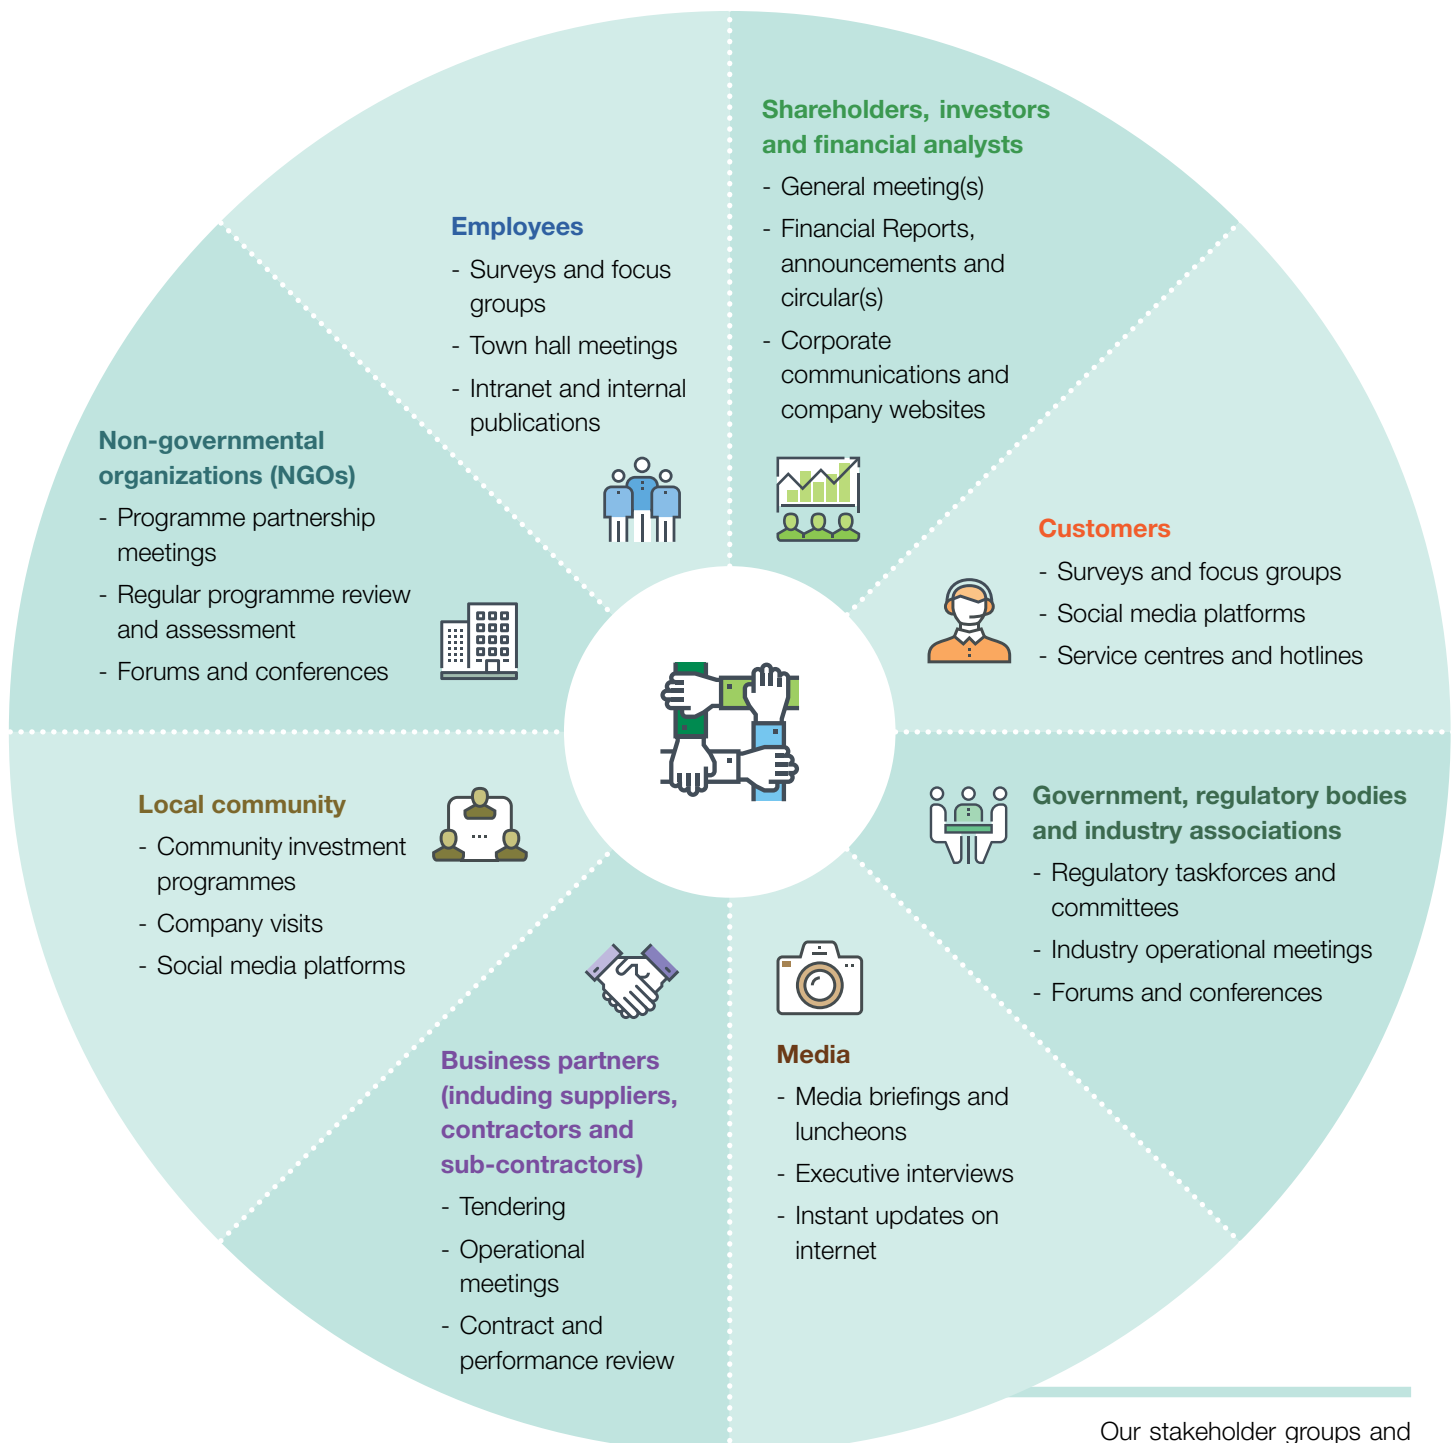 Shareholders, investors
and financial analysts
- General meeting(s)
- Financial Reports,
announcements and
circular(s)
- Corporate
communications and
company websites
Employees
- Surveys and focus
groups
- Town hall meetings
- Intranet and internal
publications
Non-governmental
organizations (NGOs)
- Programme partnership
meetings
- Regular programme review
and assessment
- Forums and conferences
Customers
- Surveys and focus groups
- Social media platforms
- Service centres and hotlines
Local community
- Community investment
programmes
- Company visits
- Social media platforms
Government, regulatory bodies
and industry associations
- Regulatory taskforces and
committees
- Industry operational meetings
- Forums and conferences
Business partners
(induding suppliers,
contractors and
sub-contractors)
- Tendering
- Operational
meetings
- Contract and
performance review
Media
- Media briefings and
luncheons
- Executive interviews
- Instant updates on
internet
Our stakeholder groups and